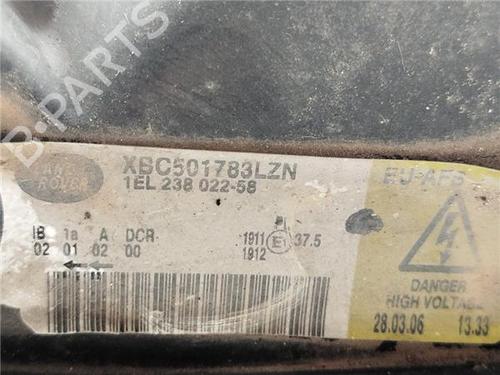 B-PARTS
LAND
ROVER
XBC501783LZN
1EL 238 022-58
EU-AFS
IB 1a A DCR
02 01 02 00
1911 E1 37.5
1912
DANGER
HIGH VOLTAGE
28.03.06 13.33